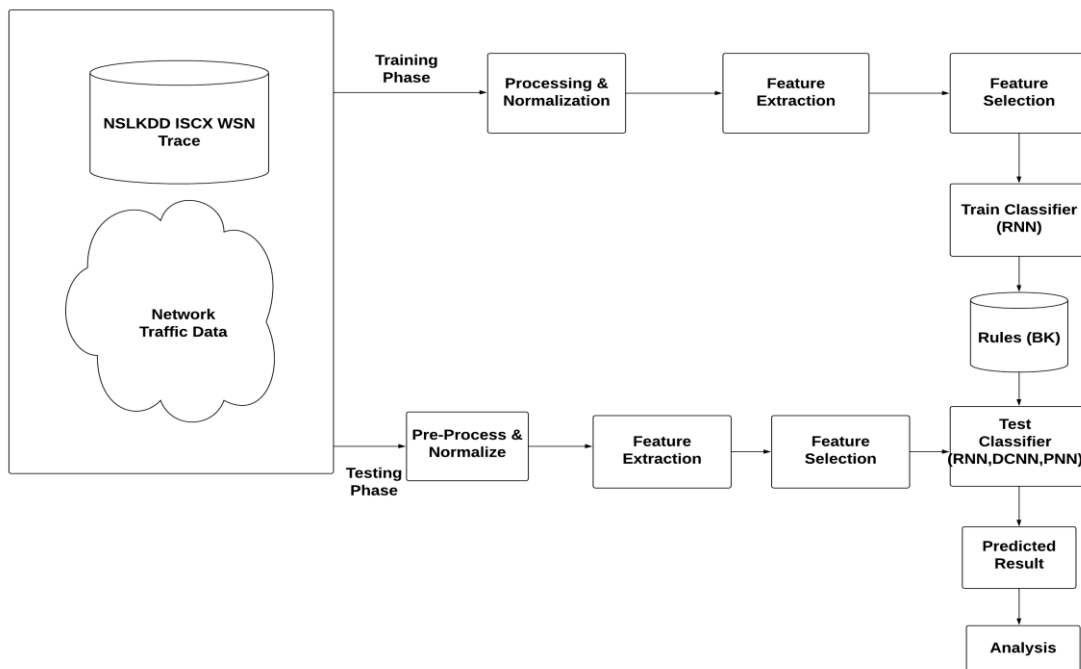 Training
Phase
Processing &
Normalization
Feature
Extraction
Feature
Selection
NSLKDD ISCX WSN
Trace
Train Classifier
(RNN)
Network
Traffic Data
Rules (BK)
Pre-Process &
Normalize
Testing
Phase
Feature
Extraction
Feature
Selection
Test
Classifier
(RNN,DCNN,PNN)
Predicted
Result
Analysis